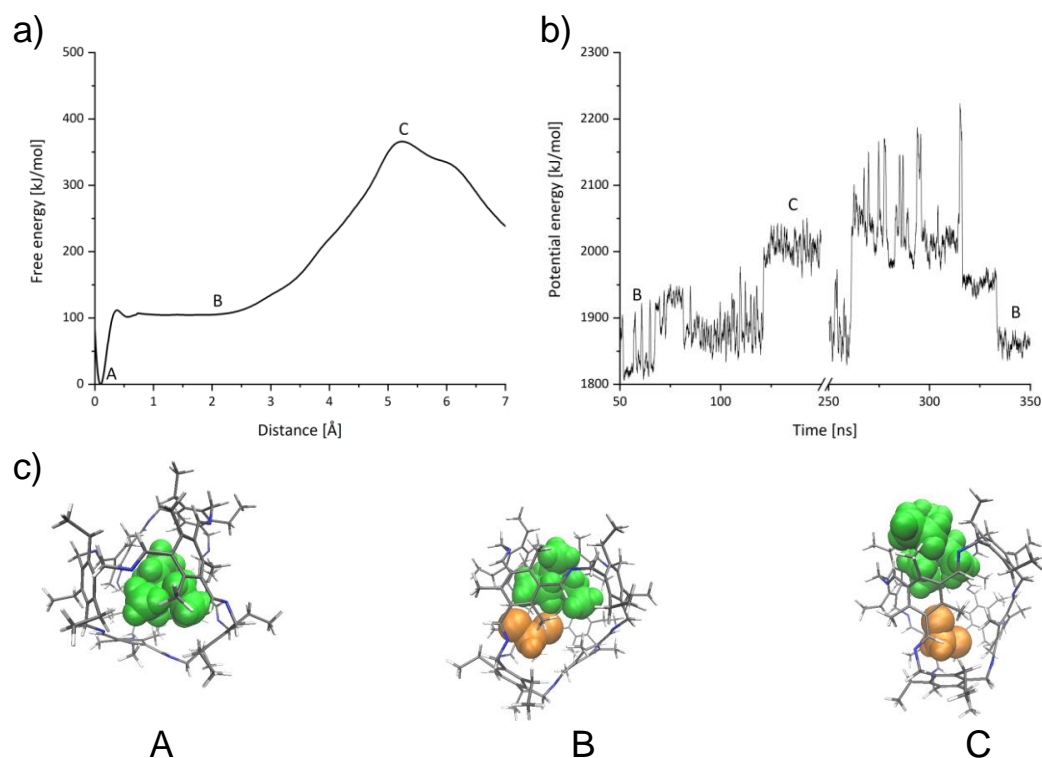 a)
500
400
300
200
100
0
Free energy [kJ/mol]
A
B
C
0 1 2 3 4 5 6 7
Distance [Å]
b)
2300
2200
2100
2000
1900
1800
Potential energy [kJ/mol]
B
C
B
50 100 250 300 350
Time [ns]
c)
A B C